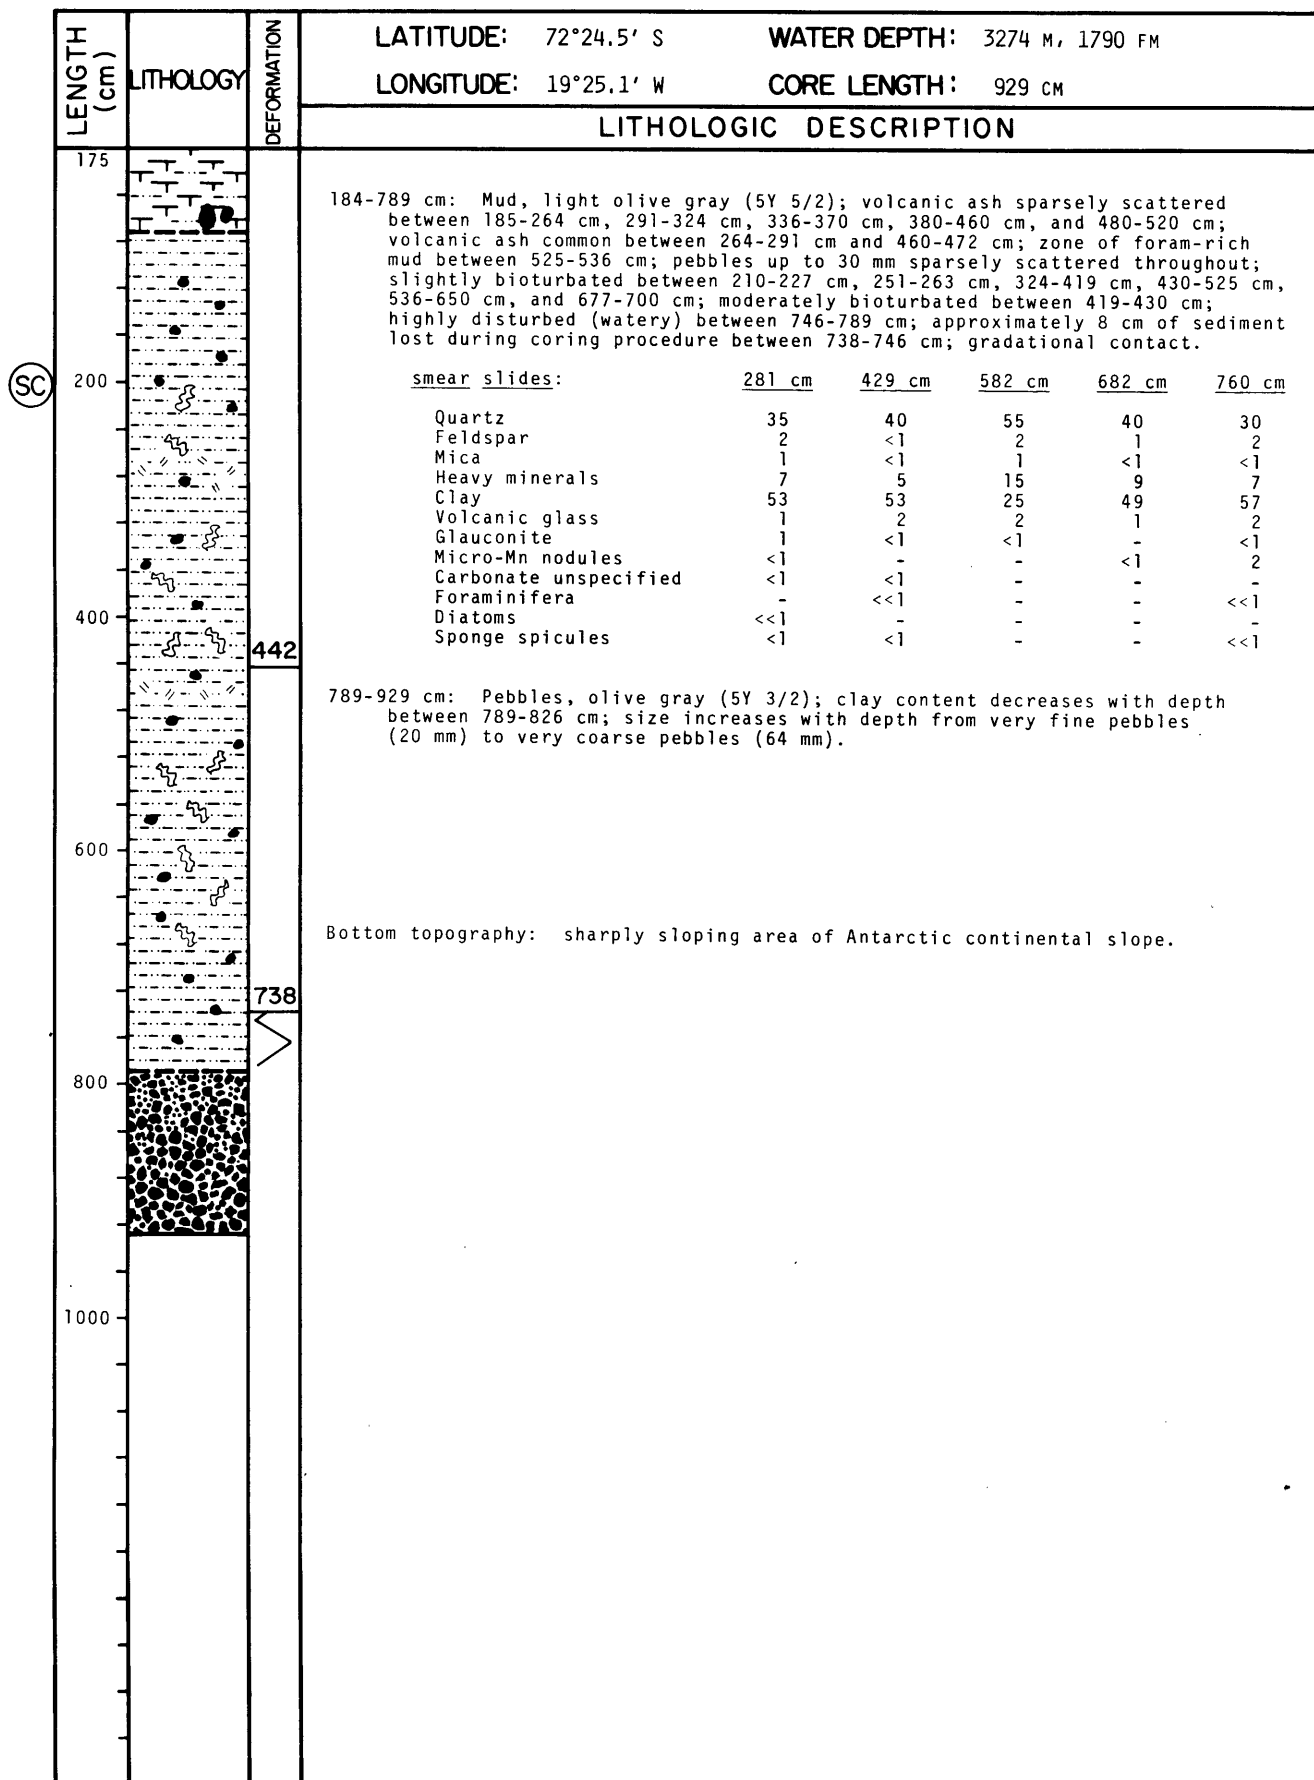 LENGTH (cm)
LITHOLOGY
DEFORMATION
LATITUDE: 72°24.5' S WATER DEPTH: 3274 M, 1790 FM
LONGITUDE: 19°25.1' W CORE LENGTH: 929 CM
LITHOLOGIC DESCRIPTION
175
184-789 cm: Mud, light olive gray (5Y 5/2); volcanic ash sparsely scattered
between 185-264 cm, 291-324 cm, 336-370 cm, 380-460 cm, and 480-520 cm;
volcanic ash common between 264-291 cm and 460-472 cm; zone of foram-rich
mud between 525-536 cm; pebbles up to 30 mm sparsely scattered throughout;
slightly bioturbated between 210-227 cm, 251-263 cm, 324-419 cm, 430-525 cm,
536-650 cm, and 677-700 cm; moderately bioturbated between 419-430 cm;
highly disturbed (watery) between 746-789 cm; approximately 8 cm of sediment
lost during coring procedure between 738-746 cm; gradational contact.
SC
200
smear slides: 281 cm 429 cm 582 cm 682 cm 760 cm
Quartz 35 40 55 40 30
Feldspar 2 <1 2 1 2
Mica 1 <1 1 <1 <1
Heavy minerals 7 5 15 9 7
Clay 53 53 25 49 57
Volcanic glass 1 2 2 1 2
Glauconite 1 <1 <1 - <1
Micro-Mn nodules <1 - - <1 2
Carbonate unspecified <1 <1 - - -
Foraminifera - <<1 - - <<1
Diatoms <<1 - - - -
Sponge spicules <1 <1 - - <<1
400
442
789-929 cm: Pebbles, olive gray (5Y 3/2); clay content decreases with depth
between 789-826 cm; size increases with depth from very fine pebbles
(20 mm) to very coarse pebbles (64 mm).
600
Bottom topography: sharply sloping area of Antarctic continental slope.
738
800
1000